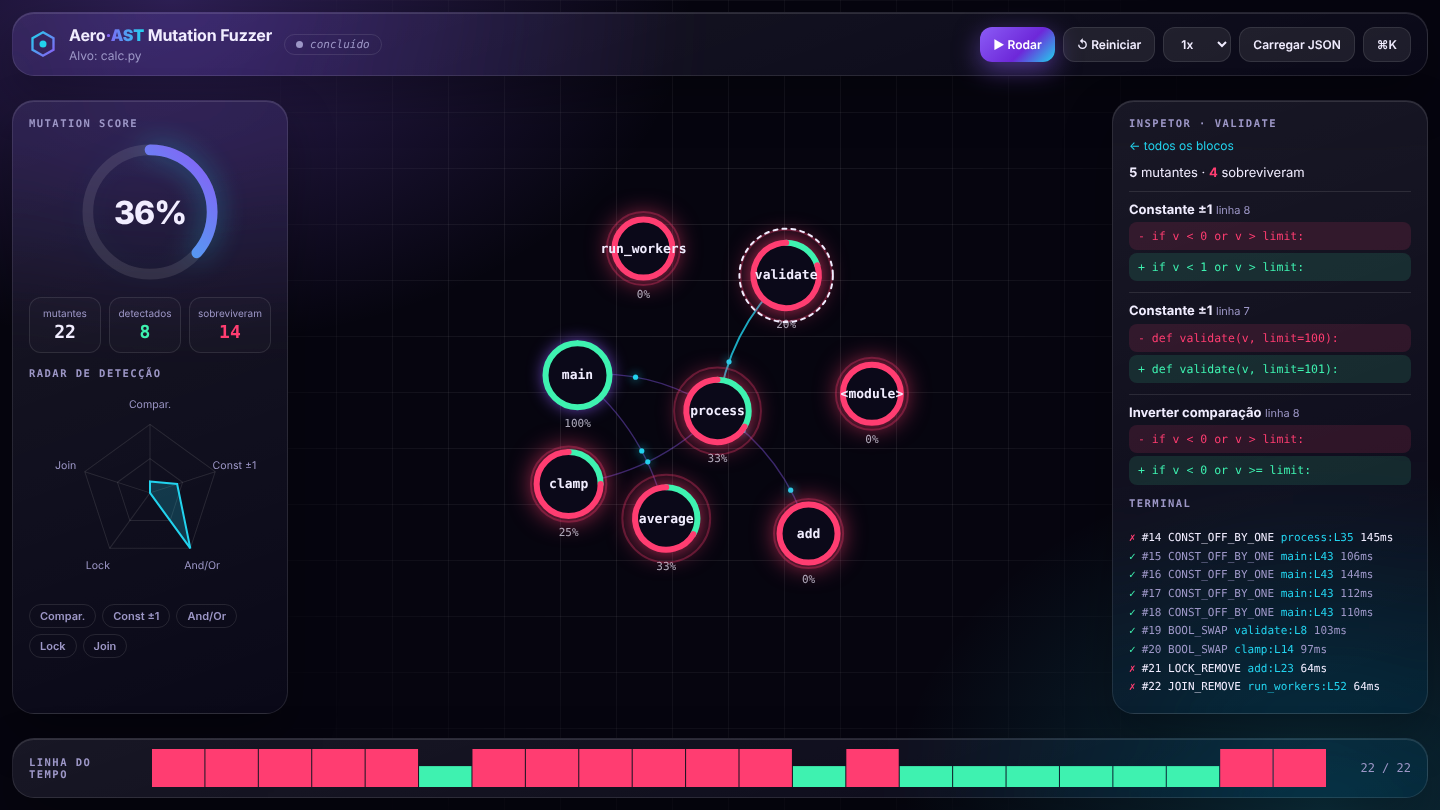 Aero·AST Mutation Fuzzer
Alvo: calc.py
concluído
▶ Rodar
↺ Reiniciar
1x
Carregar JSON
⌘K
MUTATION SCORE
36%
mutantes
22
detectados
8
sobreviveram
14
RADAR DE DETECÇÃO
Compar.
Join
Const ±1
Lock
And/Or
Compar.
Const ±1
And/Or
Lock
Join
run_workers
0%
validate
20%
main
100%
process
33%
<module>
0%
clamp
25%
average
33%
add
0%
INSPETOR · VALIDATE
← todos os blocos
5 mutantes · 4 sobreviveram
Constante ±1 linha 8
- if v < 0 or v > limit:
+ if v < 1 or v > limit:
Constante ±1 linha 7
- def validate(v, limit=100):
+ def validate(v, limit=101):
Inverter comparação linha 8
- if v < 0 or v > limit:
+ if v < 0 or v >= limit:
TERMINAL
✗ #14 CONST_OFF_BY_ONE process:L35 145ms
✓ #15 CONST_OFF_BY_ONE main:L43 106ms
✓ #16 CONST_OFF_BY_ONE main:L43 144ms
✓ #17 CONST_OFF_BY_ONE main:L43 112ms
✓ #18 CONST_OFF_BY_ONE main:L43 110ms
✓ #19 BOOL_SWAP validate:L8 103ms
✓ #20 BOOL_SWAP clamp:L14 97ms
✗ #21 LOCK_REMOVE add:L23 64ms
✗ #22 JOIN_REMOVE run_workers:L52 64ms
LINHA DO
TEMPO
22 / 22